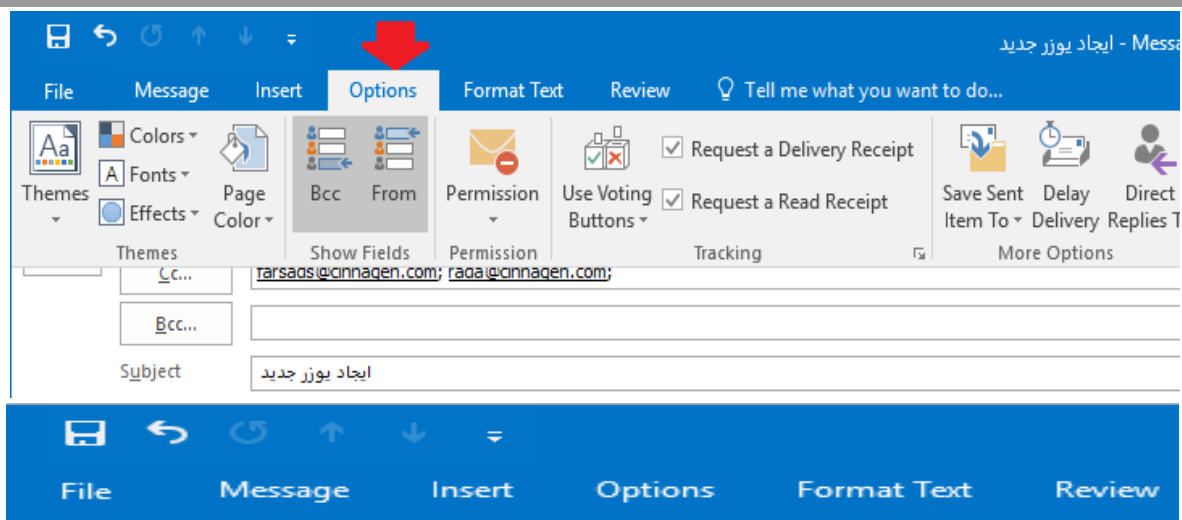 ایجاد یوزر جدید - Messa
File Message Insert Options Format Text Review Tell me what you want to do...
Aa Themes
Colors
A Fonts
Effects
Page Color
Bcc From
Permission
Use Voting Buttons
Request a Delivery Receipt
Request a Read Receipt
Save Sent Item To
Delay Delivery
Direct Replies T
Themes Show Fields Permission Tracking More Options
Cc... farsads@cinnagen.com; rada@cinnagen.com;
Bcc...
Subject ایجاد یوزر جدید
File Message Insert Options Format Text Review